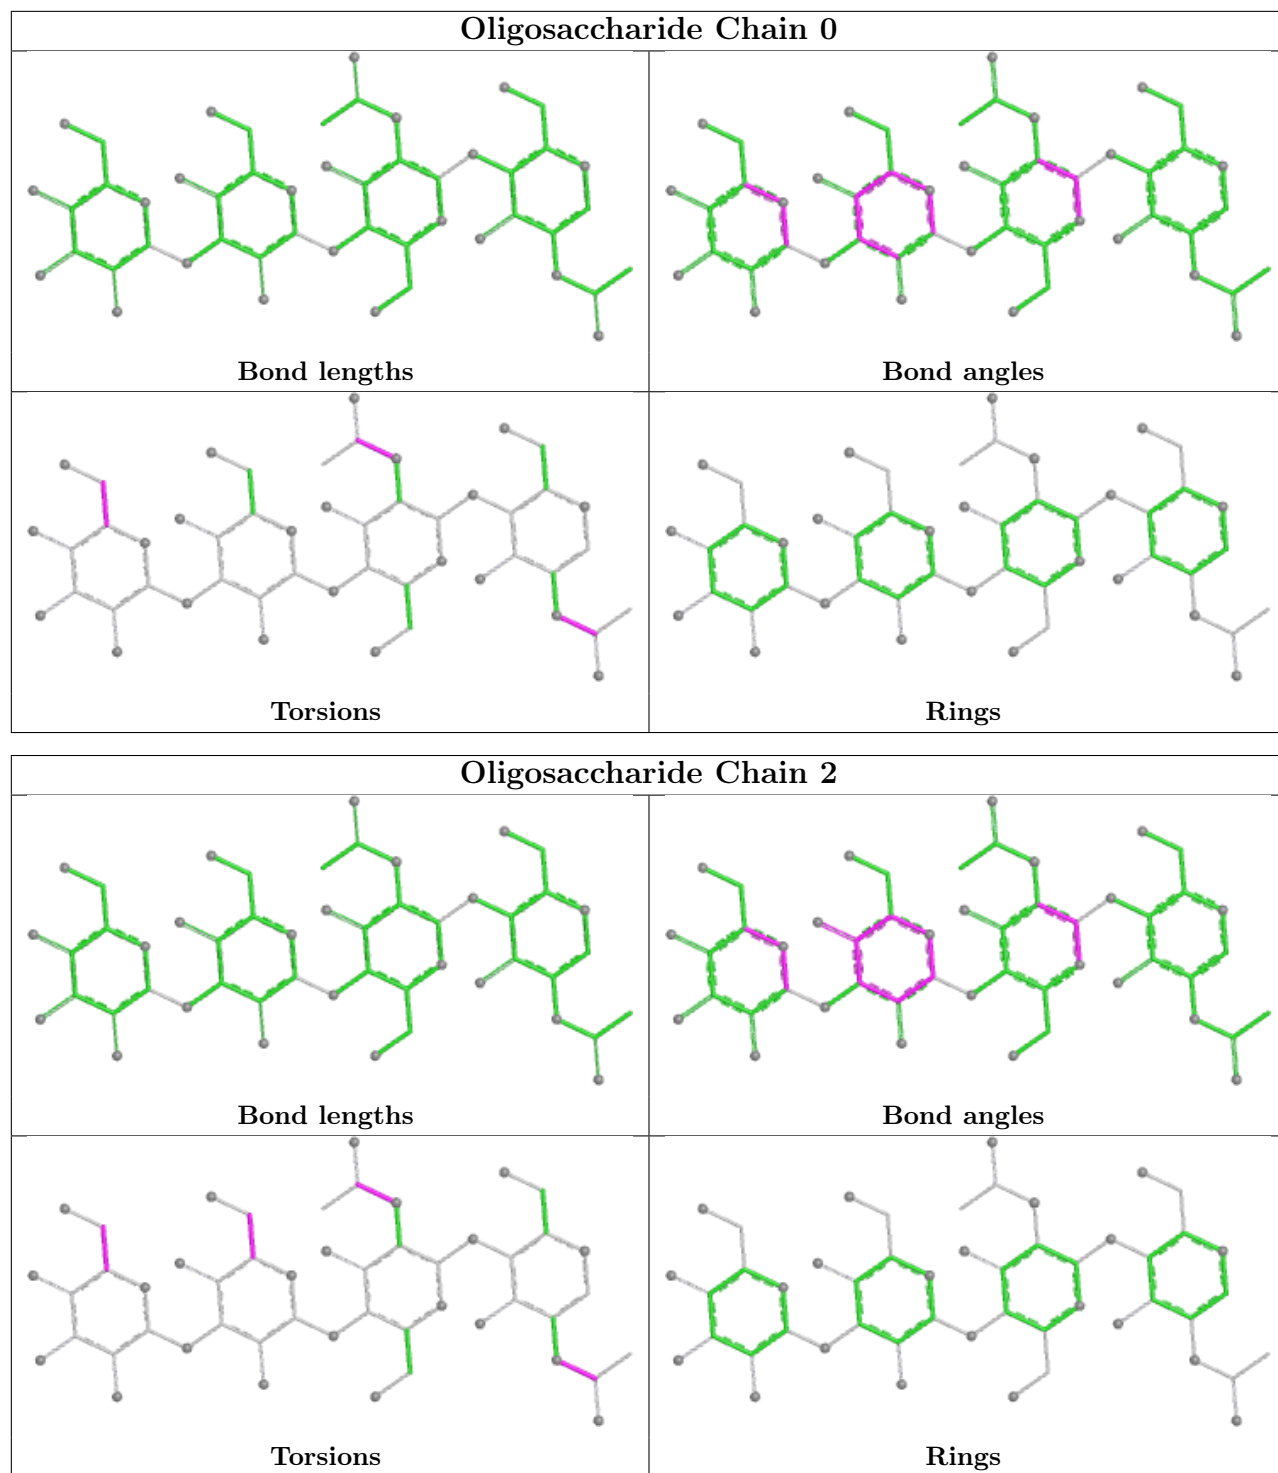 Oligosaccharide Chain 0
Bond lengths
Bond angles
Torsions
Rings
Oligosaccharide Chain 2
Bond lengths
Bond angles
Torsions
Rings